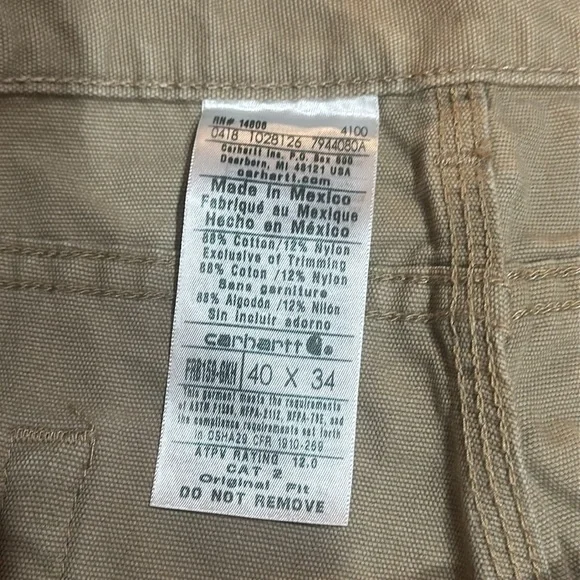 RN# 14806 4100
0418 1028126 7944080A
Carhartt Inc. P.O. Box 600
Dearborn, MI 48121 USA
carhartt.com
Made in Mexico
Fabriqué au Mexique
Hecho en México
88% Cotton/12% Nylon
Exclusive of Trimming
88% Coton /12% Nylon
Sans garniture
88% Algodón /12% Nilón
Sin incluir adorno
carhartt
FRB159-GKH 40 X 34
This garment meets the requirements
of ASTM F1506, NFPA-2112, NFPA-70E, and
the compliance requirements set forth
in OSHA29 CFR 1910-269
ATPV RAYING 12.0
CAT 2
Original Fit
DO NOT REMOVE